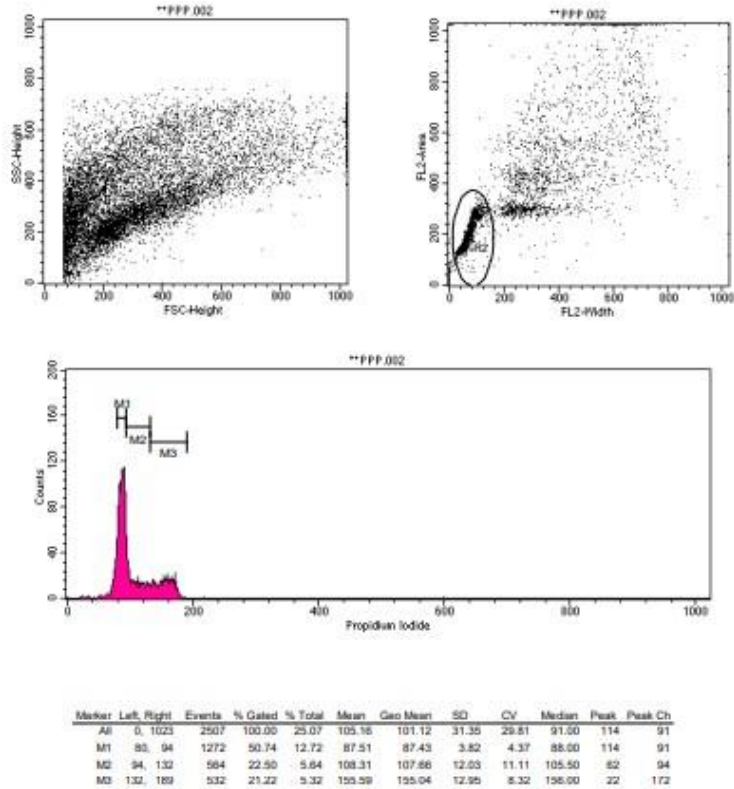 **PPP.002
**PPP.002
1000
800
600
400
200
0
SSC-Height
0 200 400 600 800 1000
FSC-Height
1000
800
600
400
200
0
FL2-Area
R2
0 200 400 600 800 1000
FL2-Width
**PPP.002
200
160
120
80
40
0
Counts
M1
M2
M3
0 200 400 600 800 1000
Propidium Iodide
Marker Left, Right Events % Gated % Total Mean Geo Mean SD CV Median Peak Peak Ch
All 0, 1023 2507 100.00 25.07 105.16 101.12 31.35 29.81 91.00 114 91
M1 80, 94 1272 50.74 12.72 87.51 87.43 3.82 4.37 88.00 114 91
M2 94, 132 564 22.50 5.64 108.31 107.66 12.03 11.11 105.50 62 94
M3 132, 189 532 21.22 5.32 155.59 155.04 12.95 8.32 156.00 22 172